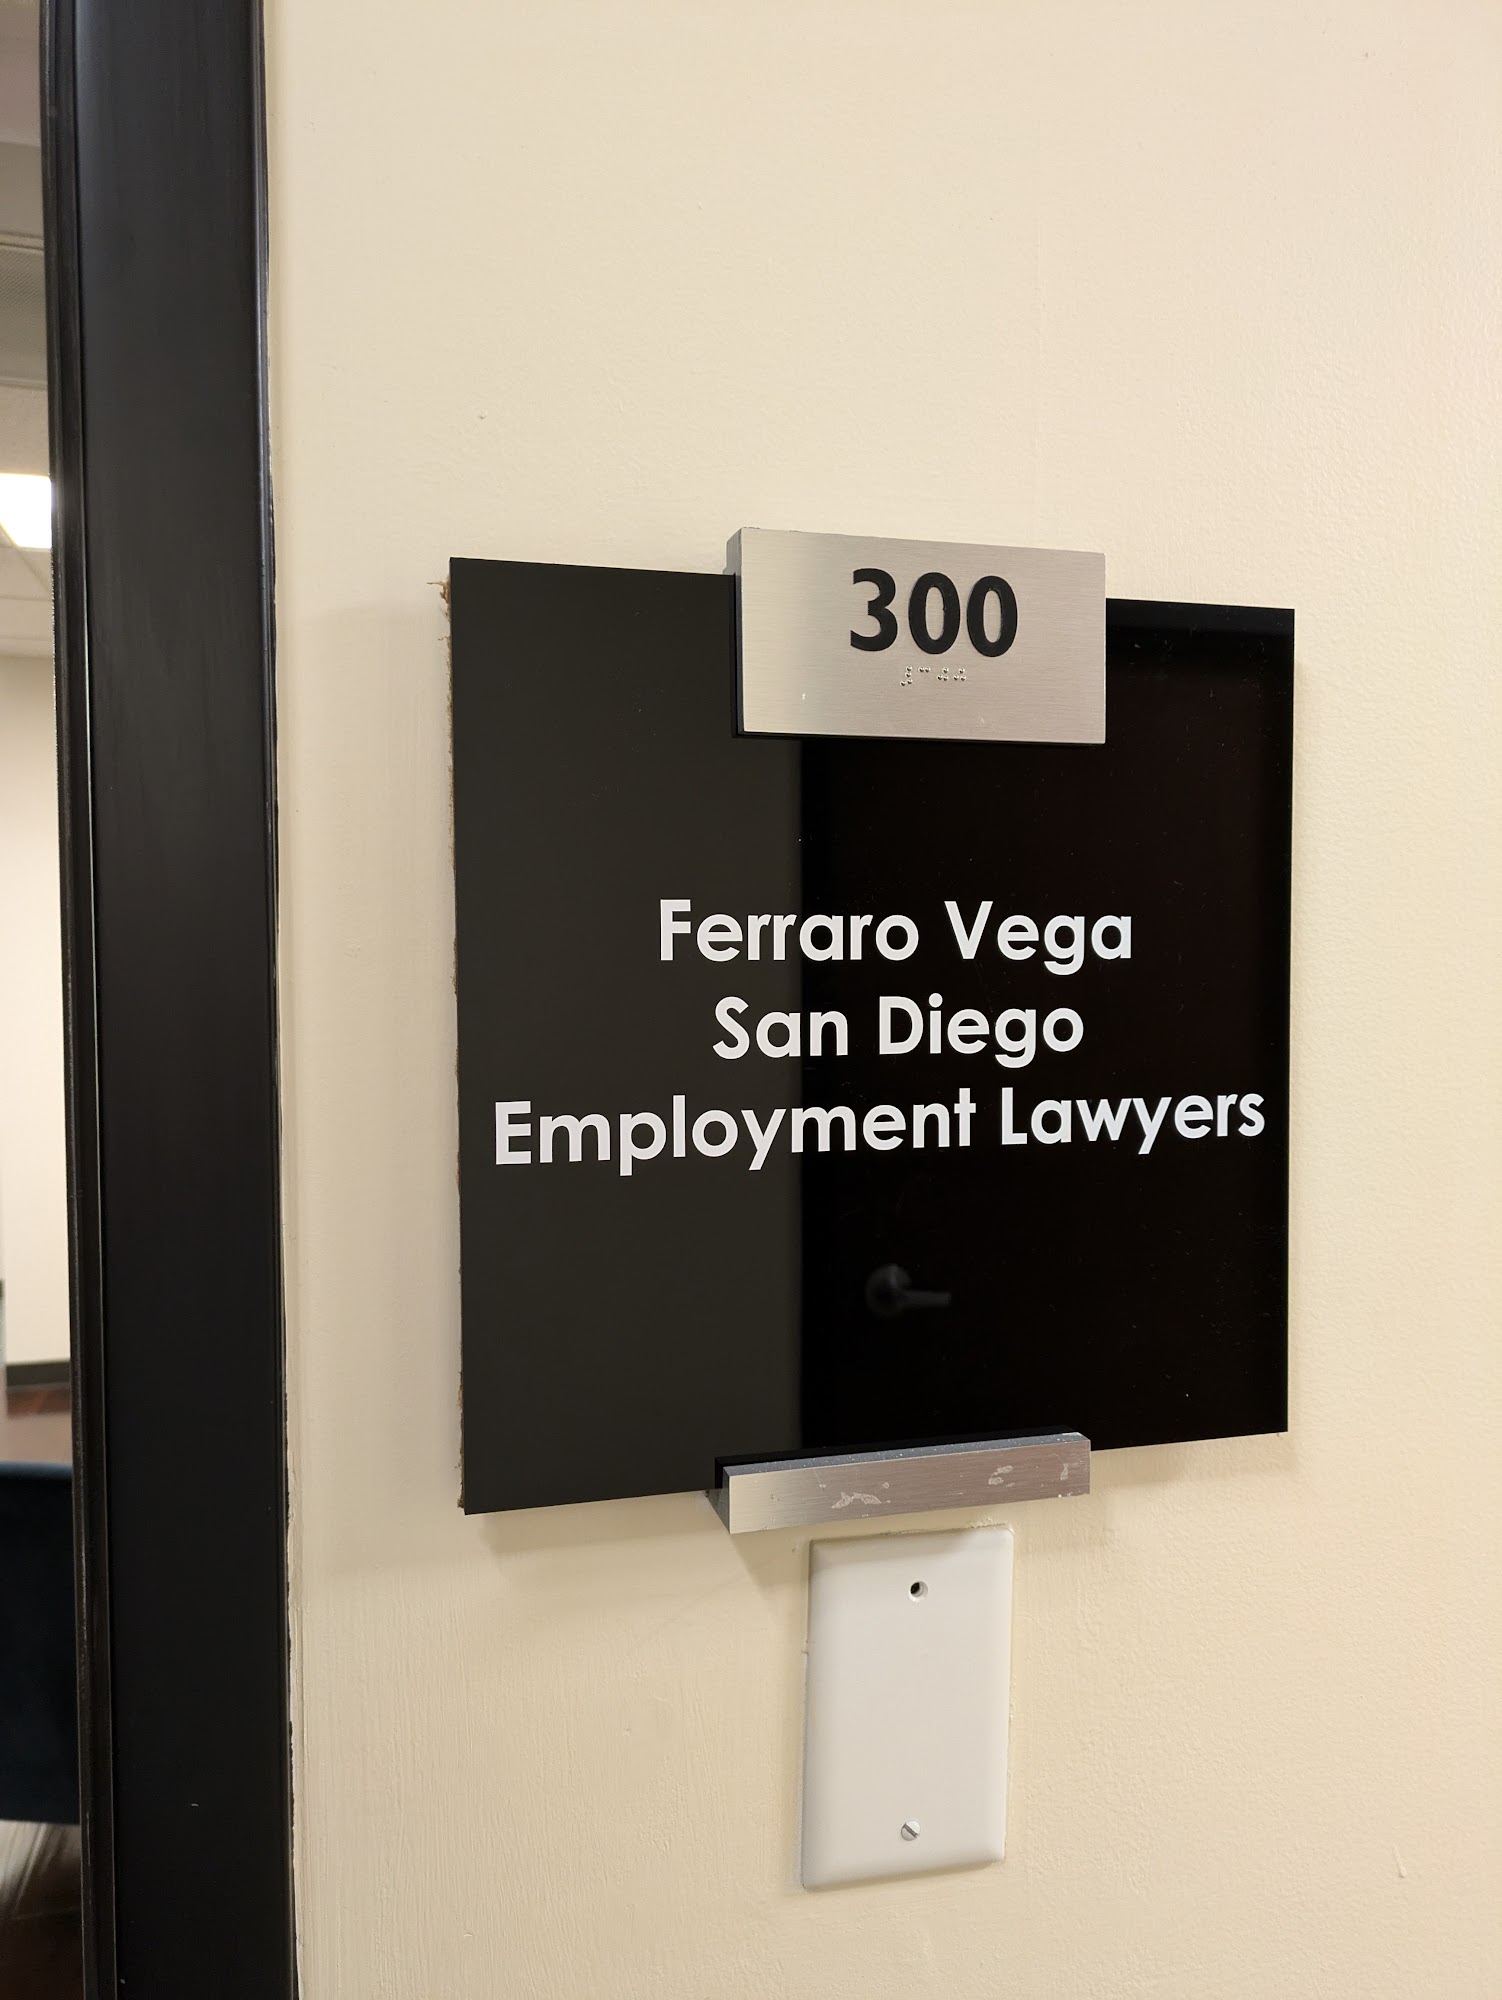 300
⠼⠉⠚⠚
Ferraro Vega
San Diego
Employment Lawyers